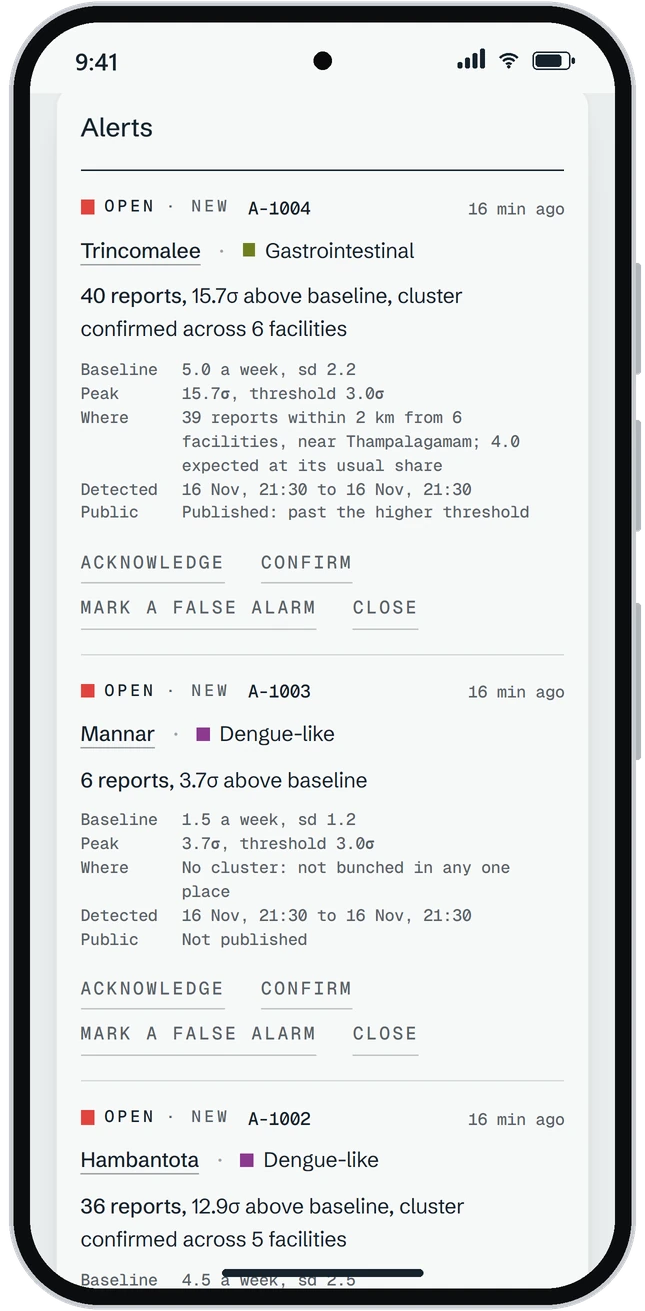 9:41
Alerts
OPEN · NEW A-1004 16 min ago
Trincomalee · Gastrointestinal
40 reports, 15.7σ above baseline, cluster
confirmed across 6 facilities
Baseline 5.0 a week, sd 2.2
Peak 15.7σ, threshold 3.0σ
Where 39 reports within 2 km from 6
facilities, near Thampalagamam; 4.0
expected at its usual share
Detected 16 Nov, 21:30 to 16 Nov, 21:30
Public Published: past the higher threshold
ACKNOWLEDGE CONFIRM
MARK A FALSE ALARM CLOSE
OPEN · NEW A-1003 16 min ago
Mannar · Dengue-like
6 reports, 3.7σ above baseline
Baseline 1.5 a week, sd 1.2
Peak 3.7σ, threshold 3.0σ
Where No cluster: not bunched in any one
place
Detected 16 Nov, 21:30 to 16 Nov, 21:30
Public Not published
ACKNOWLEDGE CONFIRM
MARK A FALSE ALARM CLOSE
OPEN · NEW A-1002 16 min ago
Hambantota · Dengue-like
36 reports, 12.9σ above baseline, cluster
confirmed across 5 facilities
Baseline 4.5 a week, sd 2.5